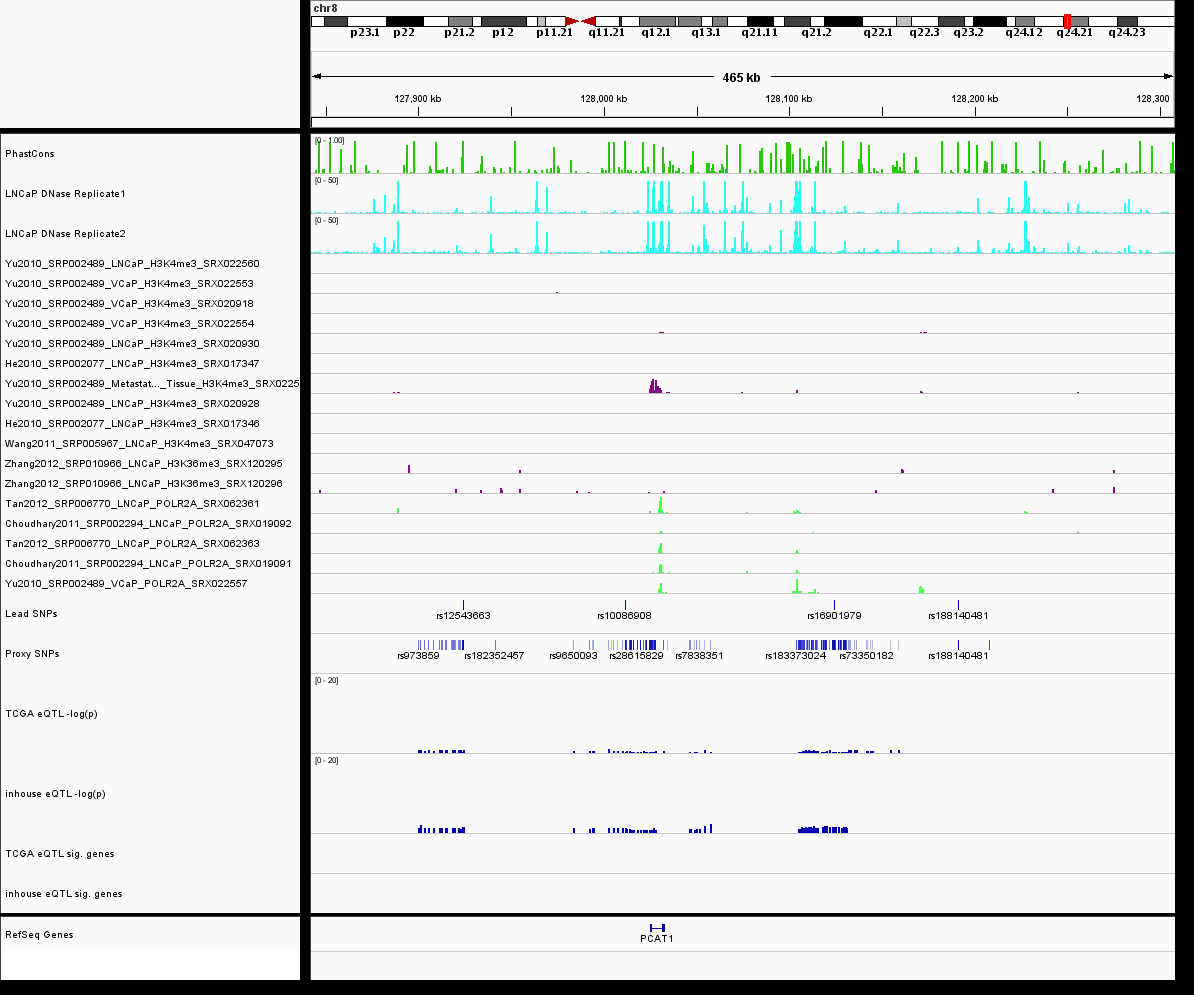 chr8
p23.1 p22 p21.2 p12 p11.21 q11.21 q12.1 q13.1 q21.11 q21.2 q22.1 q22.3 q23.2 q24.12 q24.21 q24.23
465 kb
127,900 kb 128,000 kb 128,100 kb 128,200 kb 128,300
PhastCons [0 - 1.00]
LNCaP DNase Replicate1 [0 - 50]
LNCaP DNase Replicate2 [0 - 50]
Yu2010_SRP002489_LNCaP_H3K4me3_SRX022560
Yu2010_SRP002489_VCaP_H3K4me3_SRX022553
Yu2010_SRP002489_VCaP_H3K4me3_SRX020918
Yu2010_SRP002489_VCaP_H3K4me3_SRX022554
Yu2010_SRP002489_LNCaP_H3K4me3_SRX020930
He2010_SRP002077_LNCaP_H3K4me3_SRX017347
Yu2010_SRP002489_Metastat..._Tissue_H3K4me3_SRX0225
Yu2010_SRP002489_LNCaP_H3K4me3_SRX020928
He2010_SRP002077_LNCaP_H3K4me3_SRX017346
Wang2011_SRP005967_LNCaP_H3K4me3_SRX047073
Zhang2012_SRP010966_LNCaP_H3K36me3_SRX120295
Zhang2012_SRP010966_LNCaP_H3K36me3_SRX120296
Tan2012_SRP006770_LNCaP_POLR2A_SRX062361
Choudhary2011_SRP002294_LNCaP_POLR2A_SRX019092
Tan2012_SRP006770_LNCaP_POLR2A_SRX062363
Choudhary2011_SRP002294_LNCaP_POLR2A_SRX019091
Yu2010_SRP002489_VCaP_POLR2A_SRX022557
Lead SNPs rs12543663 rs10086908 rs16901979 rs188140481
Proxy SNPs rs973859 rs182352457 rs9650093 rs28615829 rs7838351 rs183373024 rs73350182 rs188140481
[0 - 20]
TCGA eQTL -log(p)
[0 - 20]
inhouse eQTL -log(p)
TCGA eQTL sig. genes
inhouse eQTL sig. genes
RefSeq Genes PCAT1